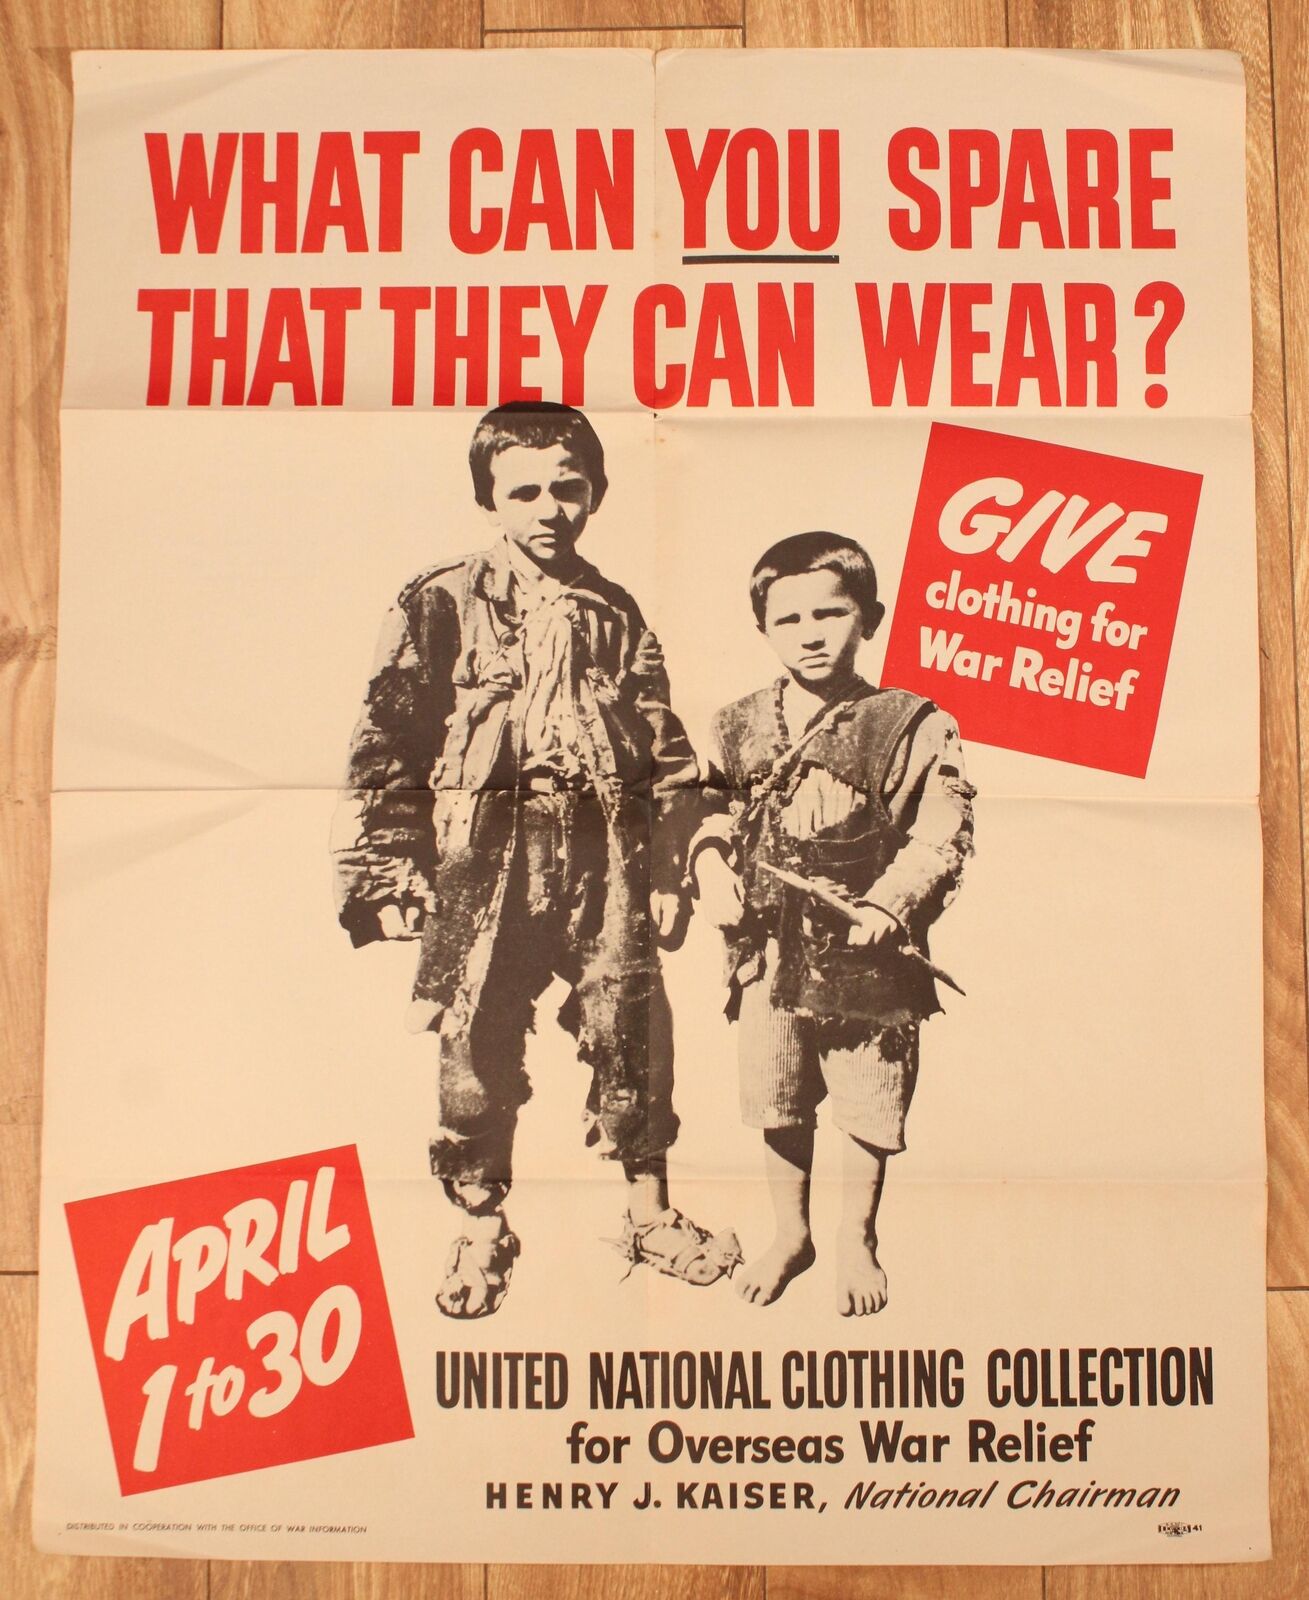 WHAT CAN YOU SPARE
THAT THEY CAN WEAR?
GIVE
clothing for
War Relief
APRIL
1 to 30
UNITED NATIONAL CLOTHING COLLECTION
for Overseas War Relief
HENRY J. KAISER, National Chairman
DISTRIBUTED IN COOPERATION WITH THE OFFICE OF WAR INFORMATION
41